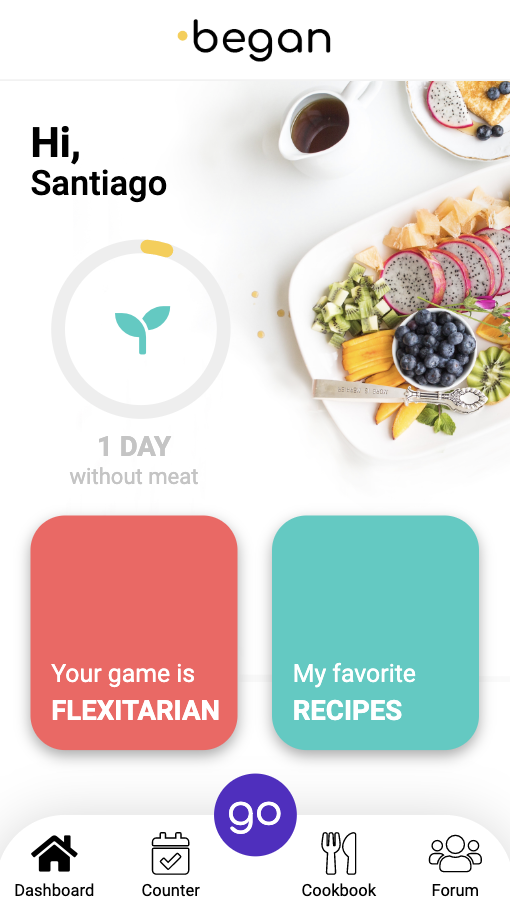 began
Hi,
Santiago
1 DAY
without meat
Your game is
FLEXITARIAN
My favorite
RECIPES
go
Dashboard
Counter
Cookbook
Forum